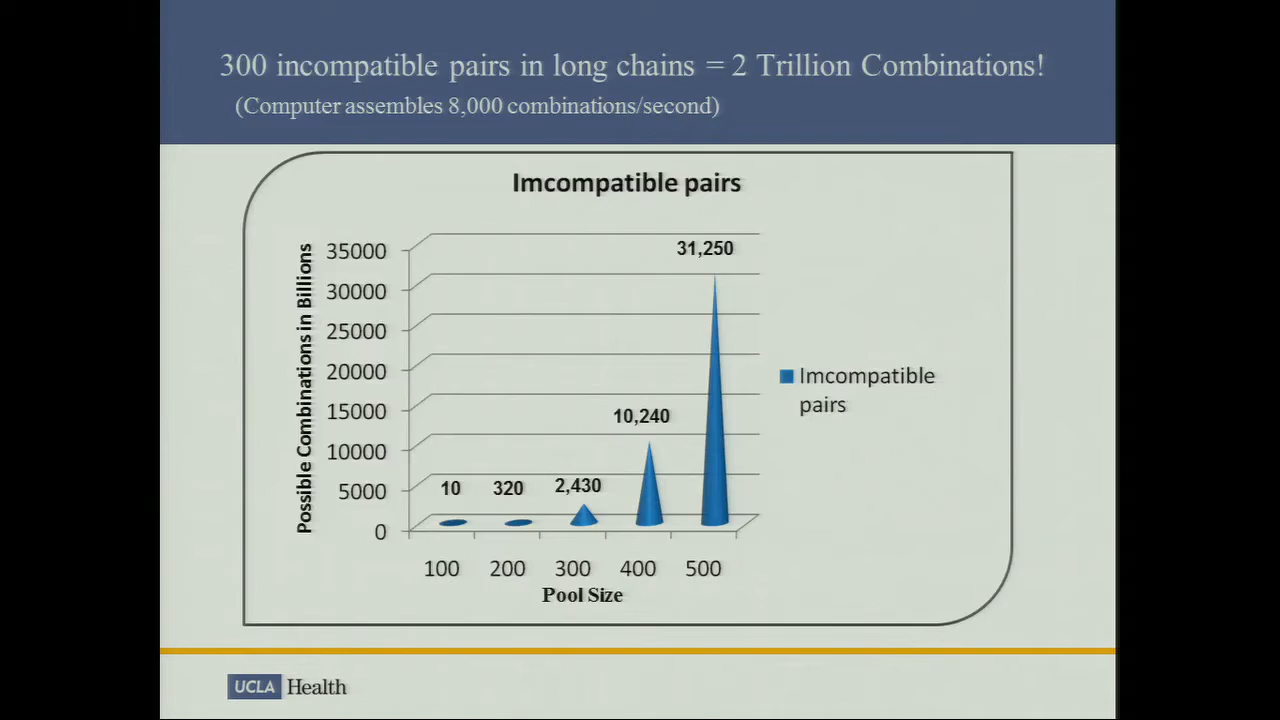 300 incompatible pairs in long chains = 2 Trillion Combinations!
(Computer assembles 8,000 combinations/second)
Imcompatible pairs
Possible Combinations in Billions
35000
30000
25000
20000
15000
10000
5000
0
10
320
2,430
10,240
31,250
100 200 300 400 500
Pool Size
Imcompatible
pairs
UCLA Health